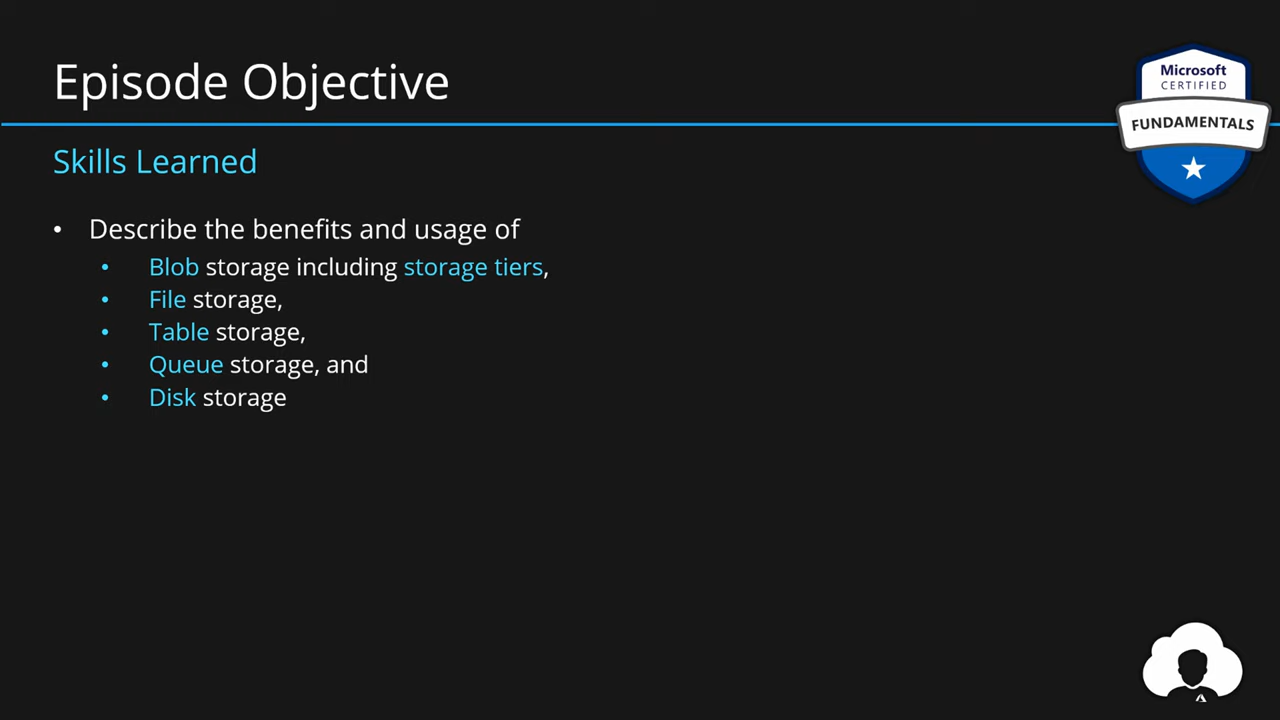 Episode Objective
Microsoft
CERTIFIED
FUNDAMENTALS
Skills Learned
• Describe the benefits and usage of
• Blob storage including storage tiers,
• File storage,
• Table storage,
• Queue storage, and
• Disk storage